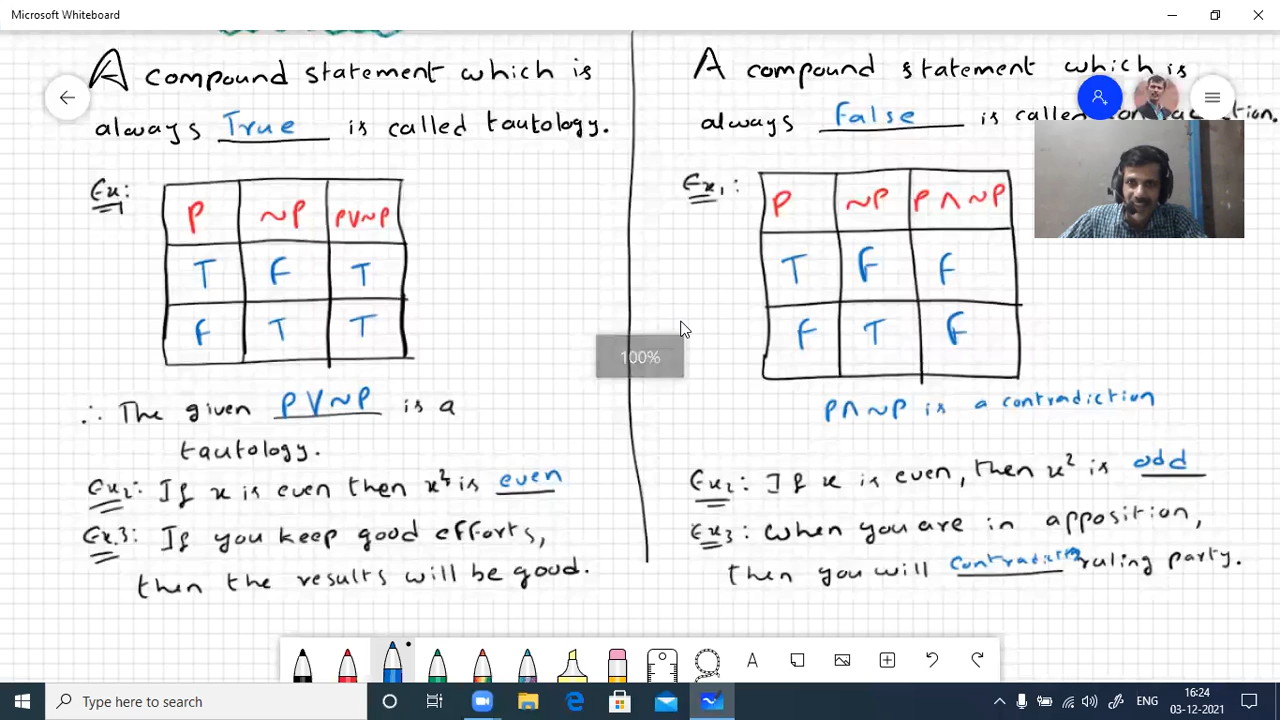 Microsoft Whiteboard
A compound statement which is
always True is called tautology.
Ex1:
P ~P P∨~P
T F T
F T T
∴ The given P∨~P is a
tautology.
Ex2: If x is even then x² is even
Ex.3: If you keep good efforts,
then the results will be good.
A compound statement which is
always False is called
Ex1:
P ~P P∧~P
T F F
F T F
P∧~P is a contradiction
Ex2: If x is even, then x² is odd
Ex3: When you are in apposition,
then you will ruling party.
100%
A
Type here to search
ENG
16:24
03-12-2021